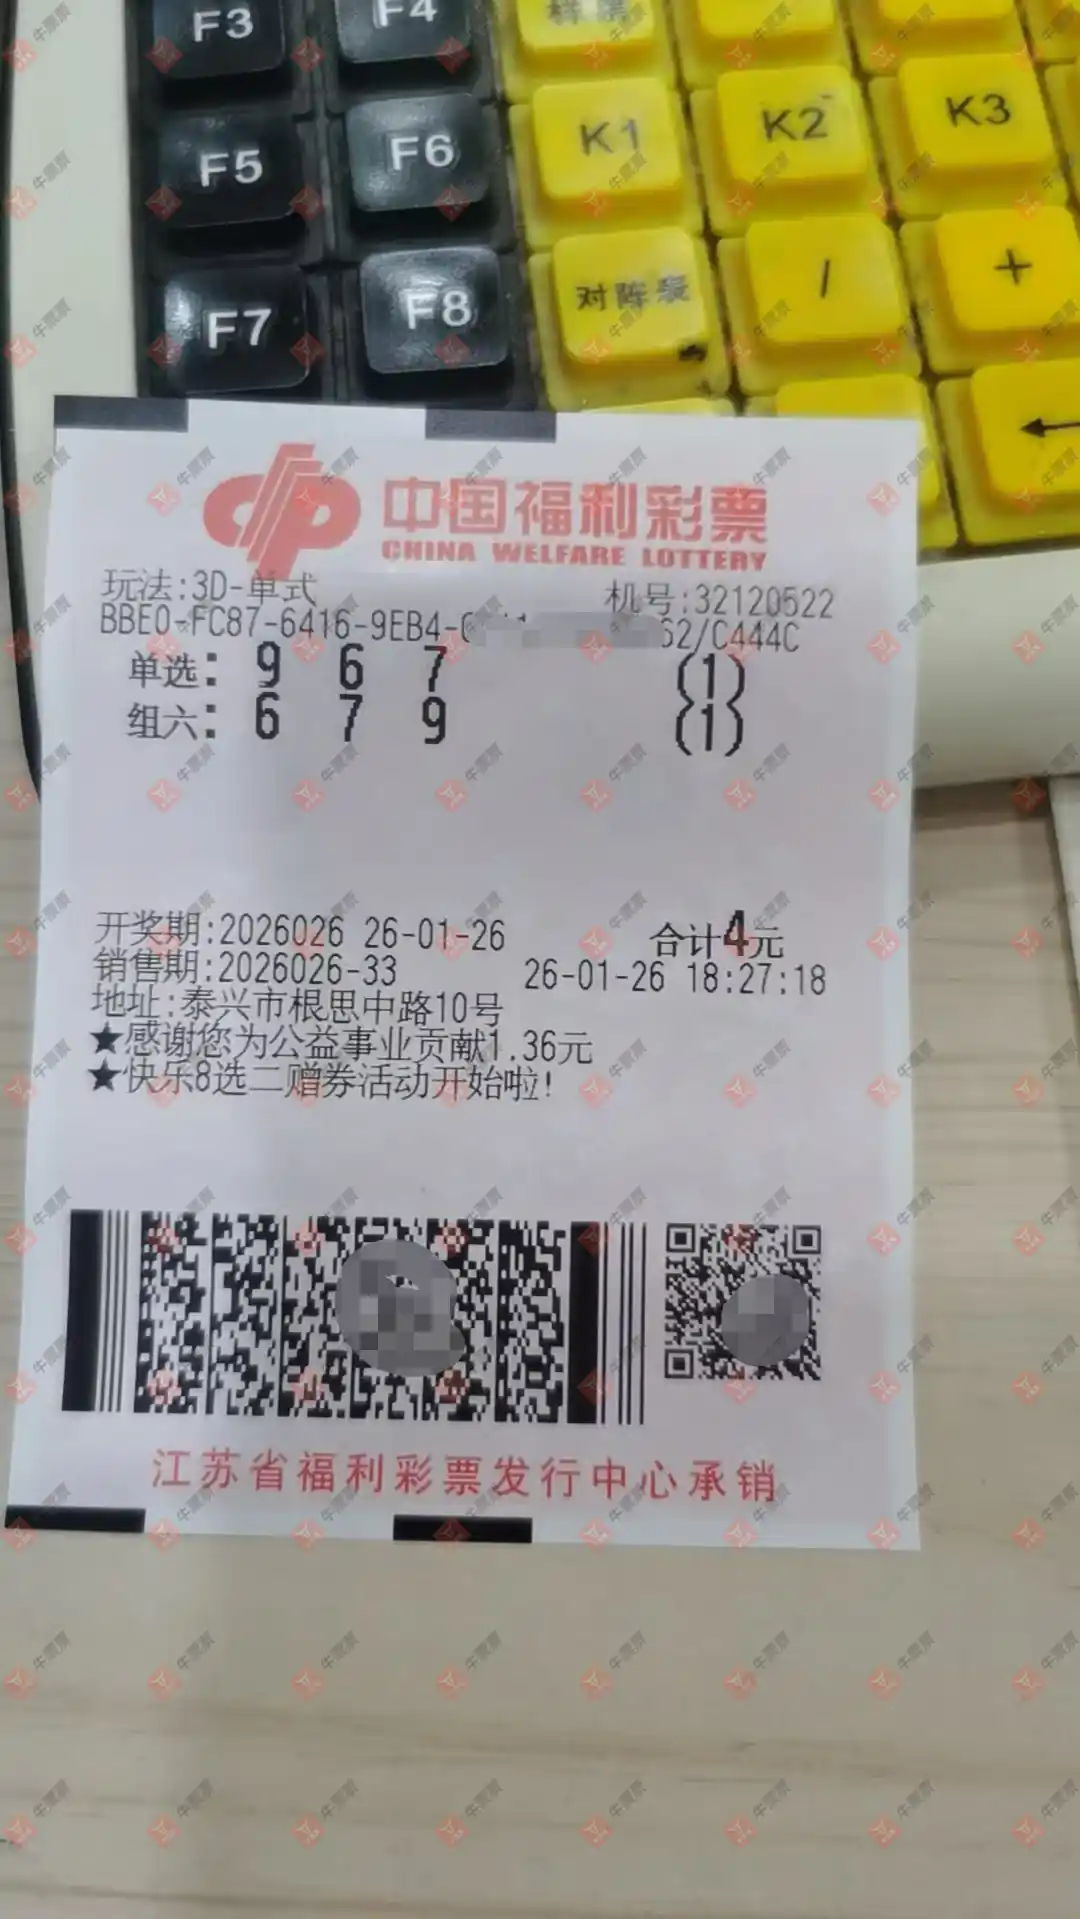 F3 F4 样票
F5 F6 K1 K2 K3
F7 F8 对阵表 / +
←
中国福利彩票
CHINA WELFARE LOTTERY
玩法:3D-单式 机号:32120522
BBE0-FC87-6416-9EB4- 62/C444C
单选: 9 6 7 (1)
组六: 6 7 9 (1)
开奖期:2026026 26-01-26 合计4元
销售期:2026026-33 26-01-26 18:27:18
地址:泰兴市根思中路10号
★感谢您为公益事业贡献1.36元
★快乐8选二赠券活动开始啦!
江苏省福利彩票发行中心承销
牛票票